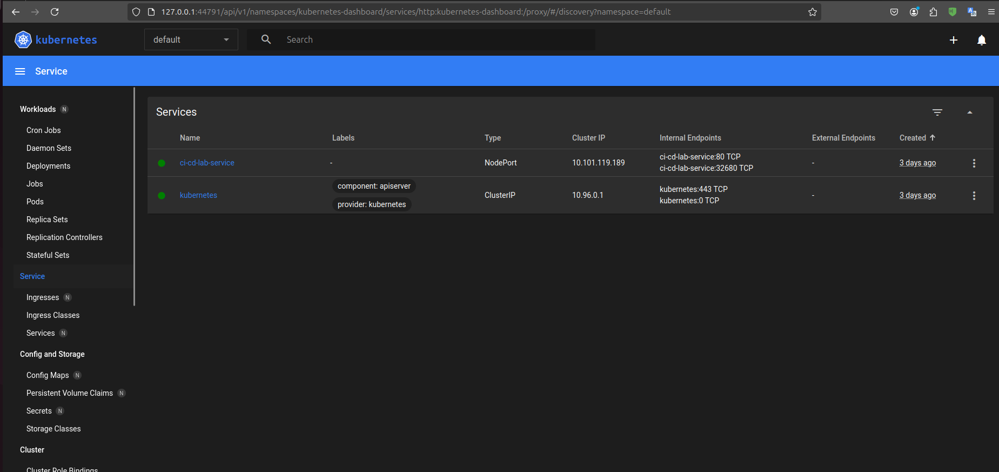 127.0.0.1:44791/api/v1/namespaces/kubernetes-dashboard/services/http:kubernetes-dashboard:/proxy/#/discovery?namespace=default
kubernetes
default
Search
Service
Workloads N
Cron Jobs
Daemon Sets
Deployments
Jobs
Pods
Replica Sets
Replication Controllers
Stateful Sets
Service
Ingresses N
Ingress Classes
Services N
Config and Storage
Config Maps N
Persistent Volume Claims N
Secrets N
Storage Classes
Cluster
Cluster Role Bindings
Services
Name Labels Type Cluster IP Internal Endpoints External Endpoints Created
ci-cd-lab-service - NodePort 10.101.119.189 ci-cd-lab-service:80 TCP - 3 days ago
ci-cd-lab-service:32680 TCP
component: apiserver
kubernetes ClusterIP 10.96.0.1 kubernetes:443 TCP - 3 days ago
provider: kubernetes kubernetes:0 TCP